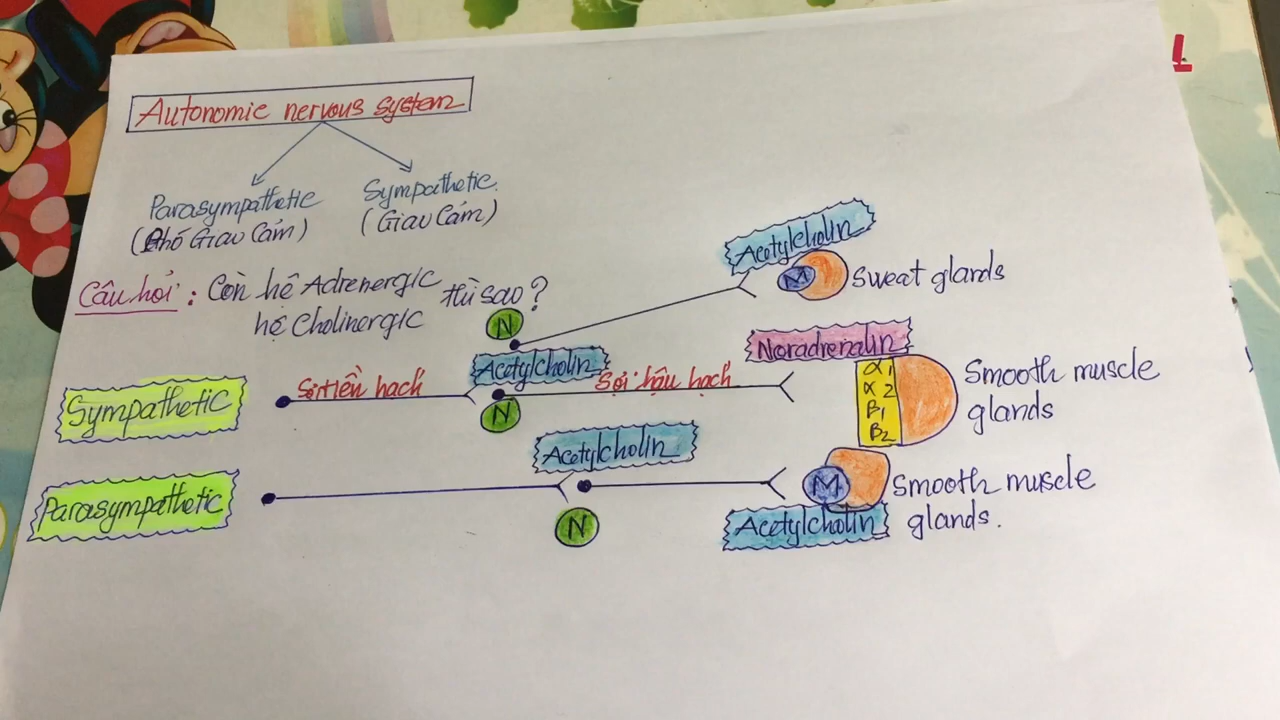 Autonomic nervous system
Parasympathetic
(Phó Giao Cảm)
Sympathetic
(Giao Cảm)
Câu hỏi: Còn hệ Adrenergic
hệ Cholinergic
thì sao?
N
Acetylcholin
M
Sweat glands
Sympathetic
Sợi tiền hạch
Acetylcholin
N
Sợi hậu hạch
Noradrenalin
α1
α2
β1
β2
Smooth muscle
glands
Parasympathetic
Acetylcholin
N
M
Acetylcholin
Smooth muscle
glands.
L